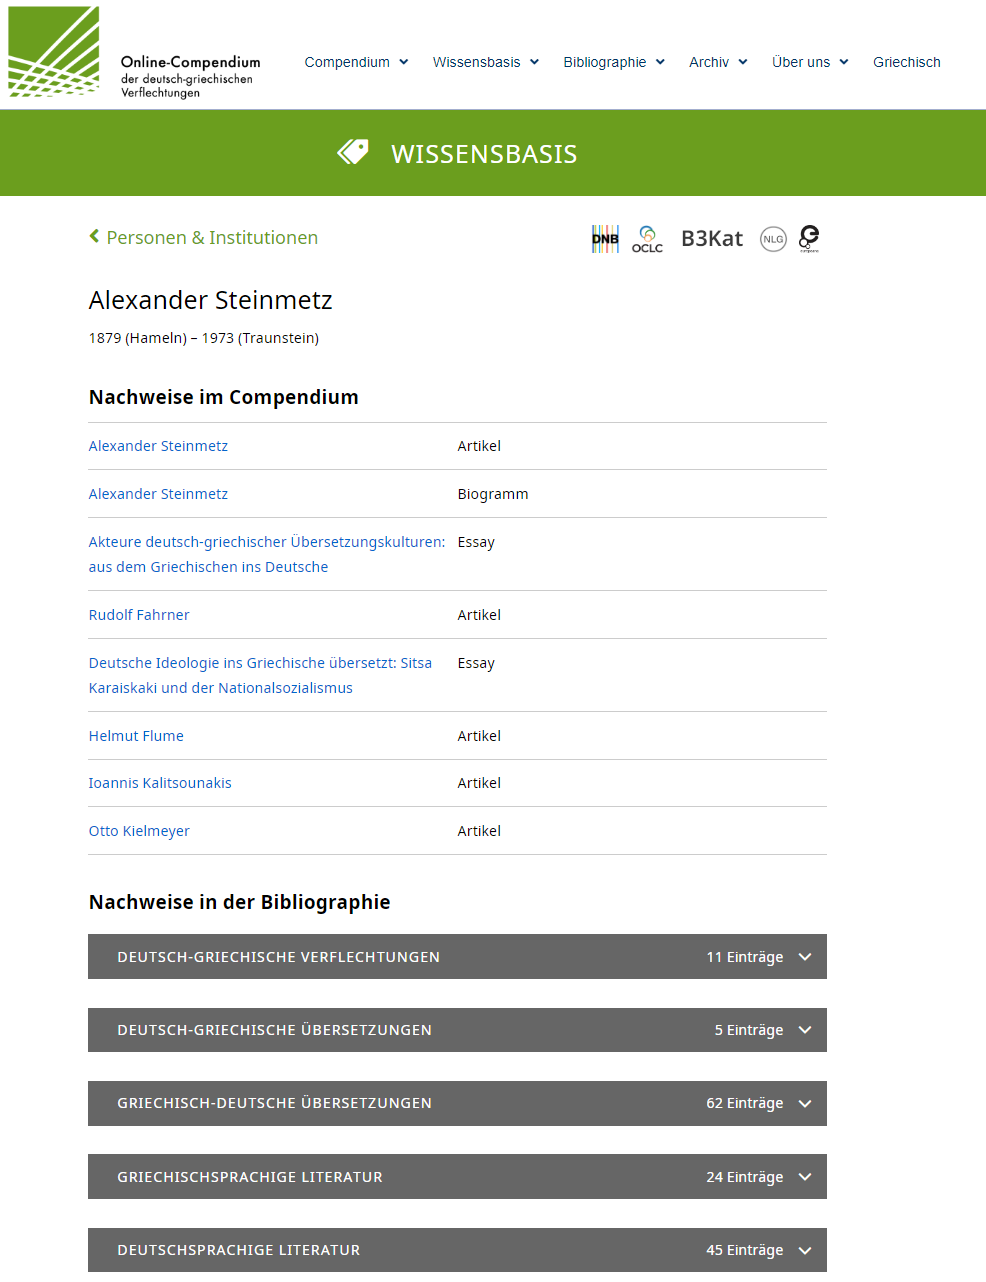 Online-Compendium
der deutsch-griechischen
Verflechtungen
Compendium
Wissensbasis
Bibliographie
Archiv
Über uns
Griechisch
WISSENSBASIS
Personen & Institutionen
DNB
OCLC
B3Kat
NLG
Alexander Steinmetz
1879 (Hameln) – 1973 (Traunstein)
Nachweise im Compendium
Alexander Steinmetz Artikel
Alexander Steinmetz Biogramm
Akteure deutsch-griechischer Übersetzungskulturen: Essay
aus dem Griechischen ins Deutsche
Rudolf Fahrner Artikel
Deutsche Ideologie ins Griechische übersetzt: Sitsa Essay
Karaiskaki und der Nationalsozialismus
Helmut Flume Artikel
Ioannis Kalitsounakis Artikel
Otto Kielmeyer Artikel
Nachweise in der Bibliographie
DEUTSCH-GRIECHISCHE VERFLECHTUNGEN 11 Einträge
DEUTSCH-GRIECHISCHE ÜBERSETZUNGEN 5 Einträge
GRIECHISCH-DEUTSCHE ÜBERSETZUNGEN 62 Einträge
GRIECHISCHSPRACHIGE LITERATUR 24 Einträge
DEUTSCHSPRACHIGE LITERATUR 45 Einträge